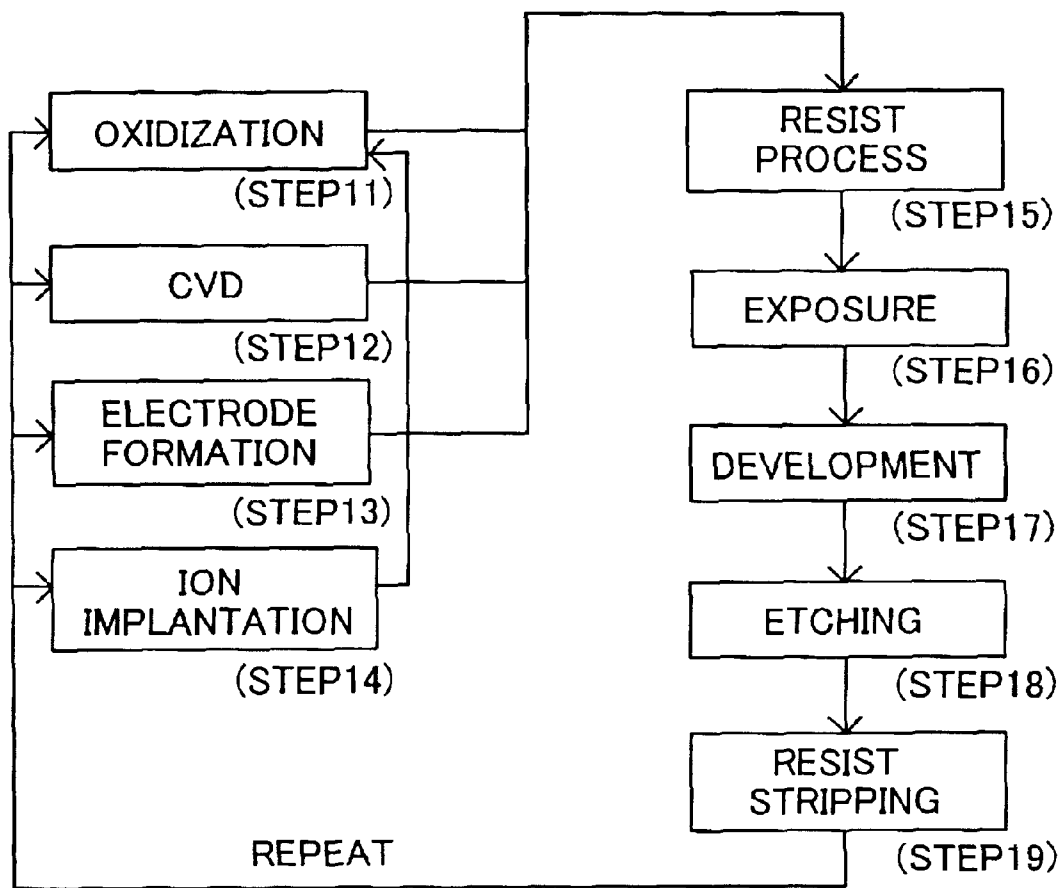 OXIDIZATION
(STEP11)
CVD
(STEP12)
ELECTRODE
FORMATION
(STEP13)
ION
IMPLANTATION
(STEP14)
RESIST
PROCESS
(STEP15)
EXPOSURE
(STEP16)
DEVELOPMENT
(STEP17)
ETCHING
(STEP18)
RESIST
STRIPPING
(STEP19)
REPEAT